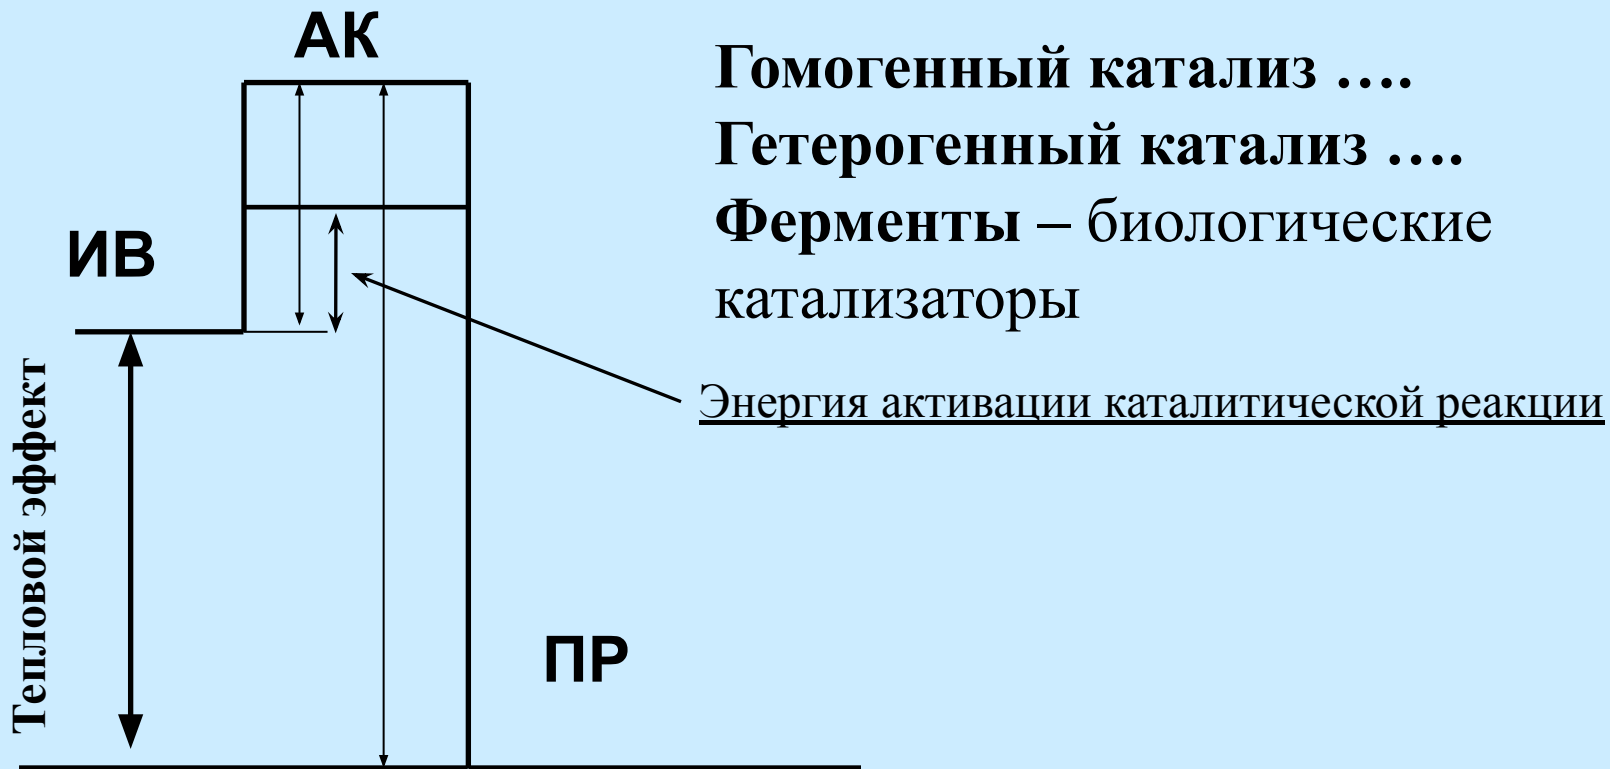 АК
Гомогенный катализ ….
Гетерогенный катализ ….
Ферменты – биологические
катализаторы
ИВ
Энергия активации каталитической реакции
Тепловой эффект
ПР